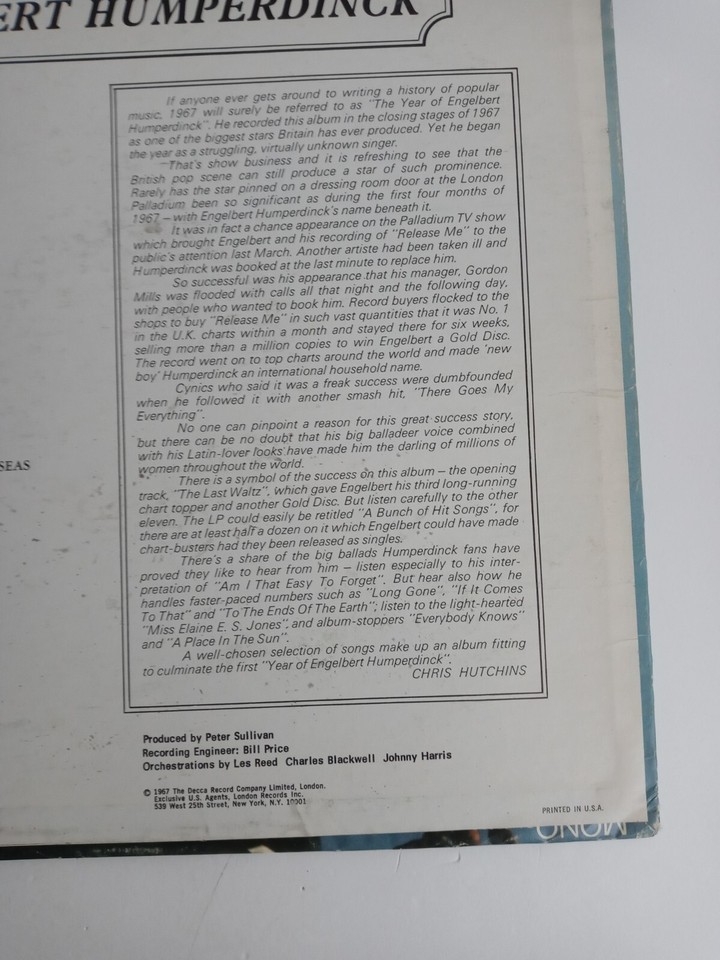 ERT HUMPERDINCK
If anyone ever gets around to writing a history of popular
music, 1967 will surely be referred to as "The Year of Engelbert
Humperdinck". He recorded this album in the closing stages of 1967
as one of the biggest stars Britain has ever produced. Yet he began
the year as a struggling, virtually unknown singer.
That's show business and it is refreshing to see that the
British pop scene can still produce a star of such prominence.
Rarely has the star pinned on a dressing room door at the London
Palladium been so significant as during the first four months of
1967 – with Engelbert Humperdinck's name beneath it.
It was in fact a chance appearance on the Palladium TV show
which brought Engelbert and his recording of "Release Me" to the
public's attention last March. Another artiste had been taken ill and
Humperdinck was booked at the last minute to replace him.
So successful was his appearance that his manager, Gordon
Mills was flooded with calls all that night and the following day,
with people who wanted to book him. Record buyers flocked to the
shops to buy "Release Me" in such vast quantities that it was No. 1
in the U.K. charts within a month and stayed there for six weeks,
selling more than a million copies to win Engelbert a Gold Disc.
The record went on to top charts around the world and made 'new
boy' Humperdinck an international household name.
Cynics who said it was a freak success were dumbfounded
when he followed it with another smash hit, "There Goes My
Everything".
No one can pinpoint a reason for this great success story,
but there can be no doubt that his big balladeer voice combined
with his Latin-lover looks have made him the darling of millions of
women throughout the world.
There is a symbol of the success on this album – the opening
track, "The Last Waltz", which gave Engelbert his third long-running
chart topper and another Gold Disc. But listen carefully to the other
eleven. The LP could easily be retitled "A Bunch of Hit Songs", for
there are at least half a dozen on it which Engelbert could have made
chart-busters had they been released as singles.
There's a share of the big ballads Humperdinck fans have
proved they like to hear from him – listen especially to his inter-
pretation of "Am I That Easy To Forget". But hear also how he
handles faster-paced numbers such as "Long Gone", "If It Comes
To That" and "To The Ends Of The Earth"; listen to the light-hearted
"Miss Elaine E. S. Jones", and album-stoppers "Everybody Knows"
and "A Place In The Sun".
A well-chosen selection of songs make up an album fitting
to culminate the first "Year of Engelbert Humperdinck".
CHRIS HUTCHINS
SEAS
Produced by Peter Sullivan
Recording Engineer: Bill Price
Orchestrations by Les Reed Charles Blackwell Johnny Harris
© 1967 The Decca Record Company Limited, London.
Exclusive U.S. Agents, London Records Inc.
539 West 25th Street, New York, N.Y. 10001
PRINTED IN U.S.A.
MONO